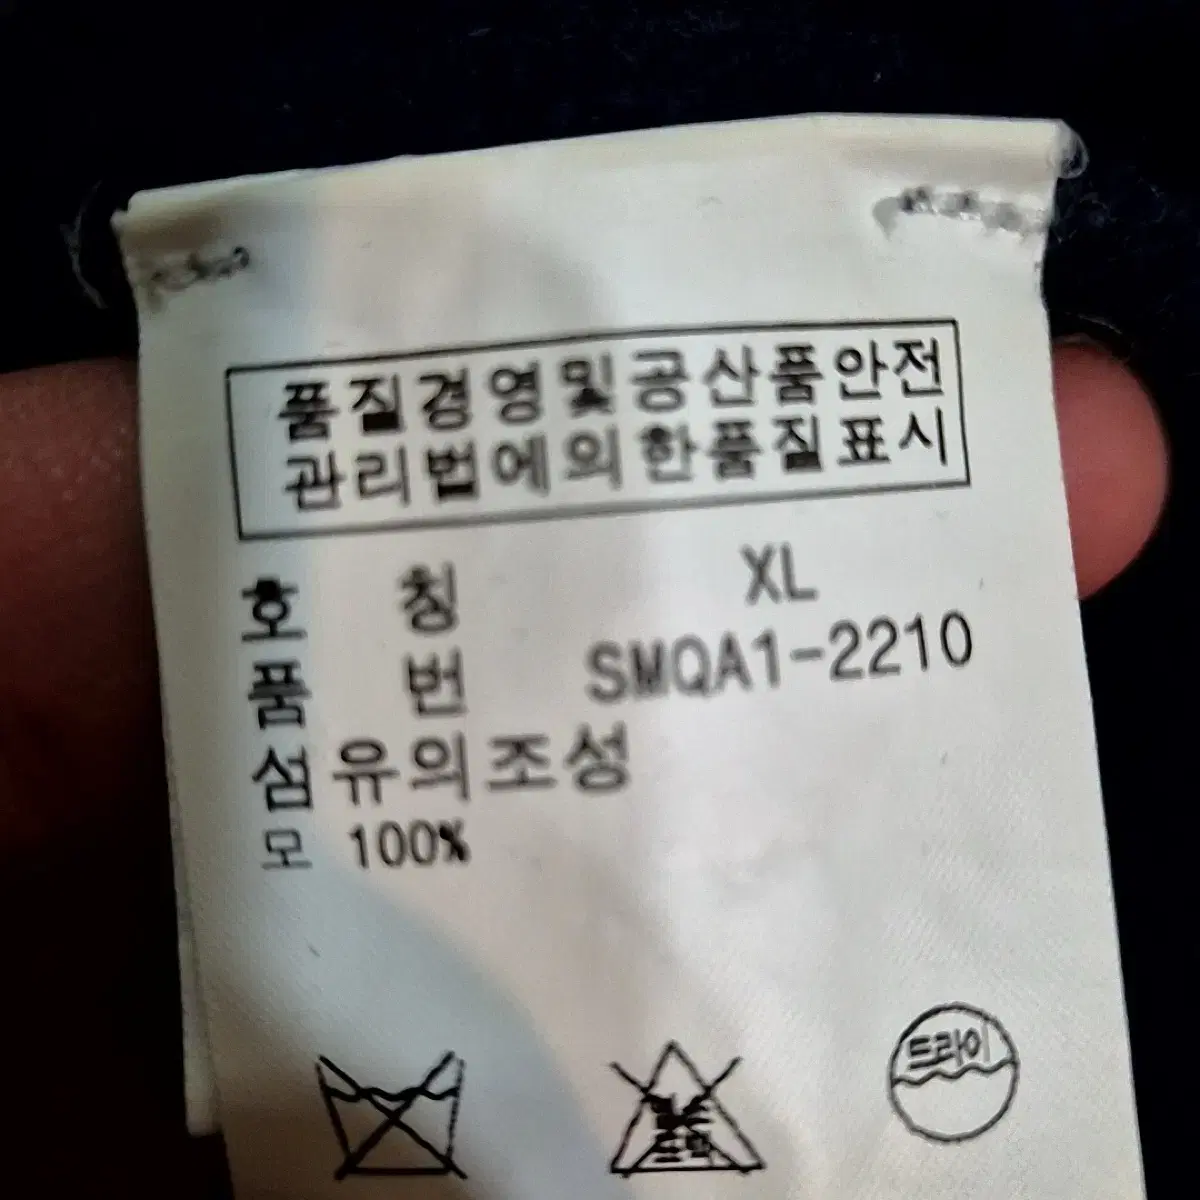 품질경영및공산품안전
관리법에의한품질표시
호 칭 XL
품 번 SMQA1-2210
섬유의조성
모 100%
드라이